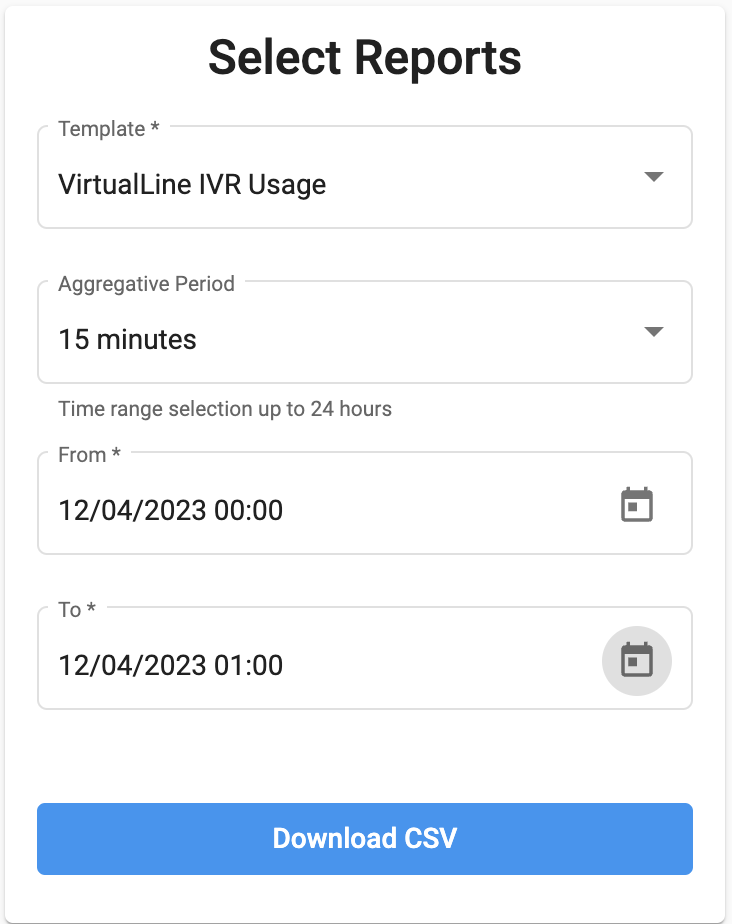 Select Reports
Template *
VirtualLine IVR Usage
Aggregative Period
15 minutes
Time range selection up to 24 hours
From *
12/04/2023 00:00
To *
12/04/2023 01:00
Download CSV